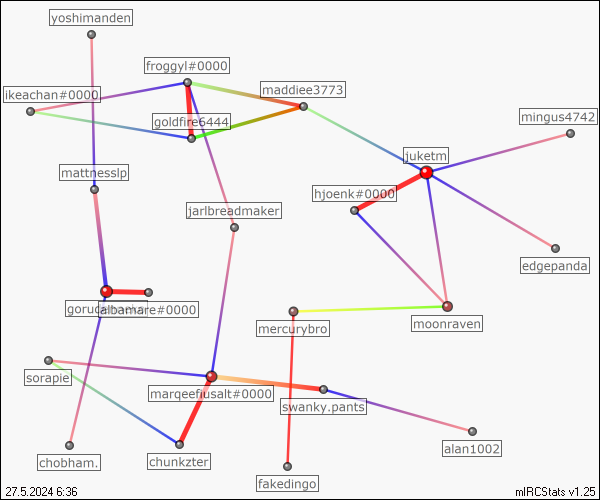 yoshimanden
froggyl#0000
maddiee3773
ikeachan#0000
goldfire6444
mingus4742
juketm
mattnesslp
hjoenk#0000
jarlbreadmaker
edgepanda
albamare#0000
moonraven
mercurybro
sorapie
marqeefiusalt#0000
swanky.pants
alan1002
chobham.
chunkzter
fakedingo
27.5.2024 6:36
mIRCStats v1.25